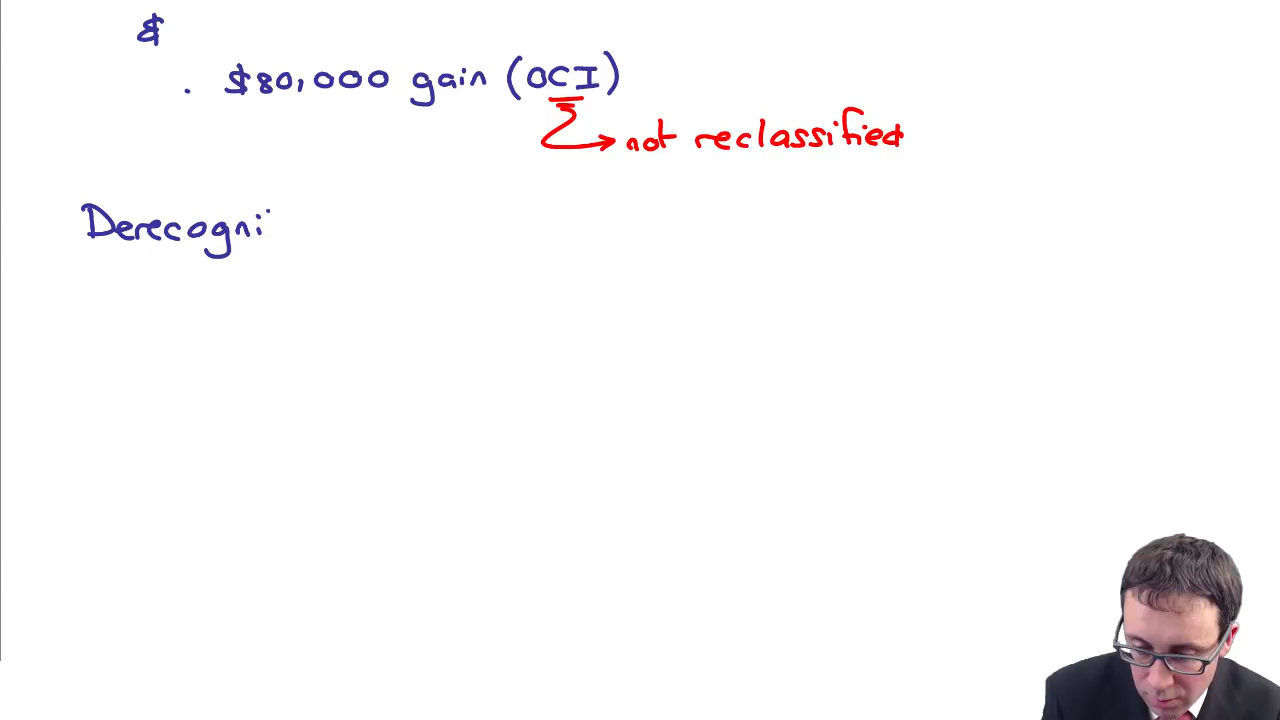 &
. $80,000 gain (OCI)
not reclassified
Derecogni